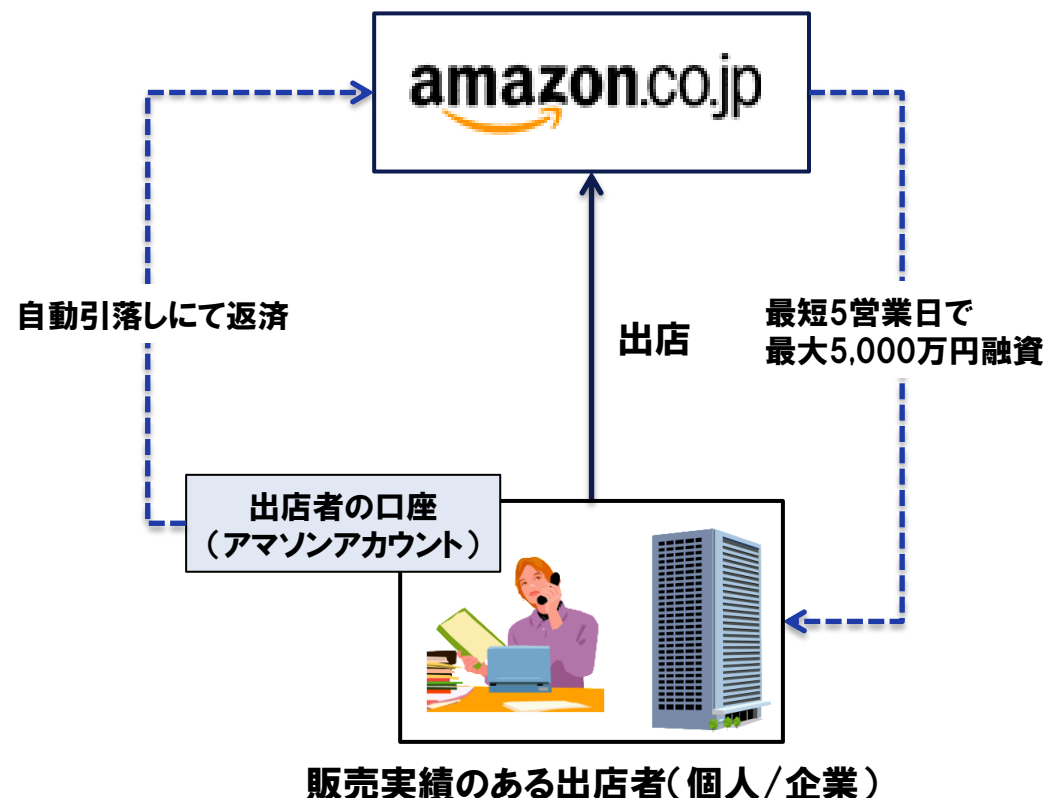 amazon.co.jp
自動引落しにて返済
出店
最短5営業日で
最大5,000万円融資
出店者の口座
（アマソンアカウント）
販売実績のある出店者（個人/企業）